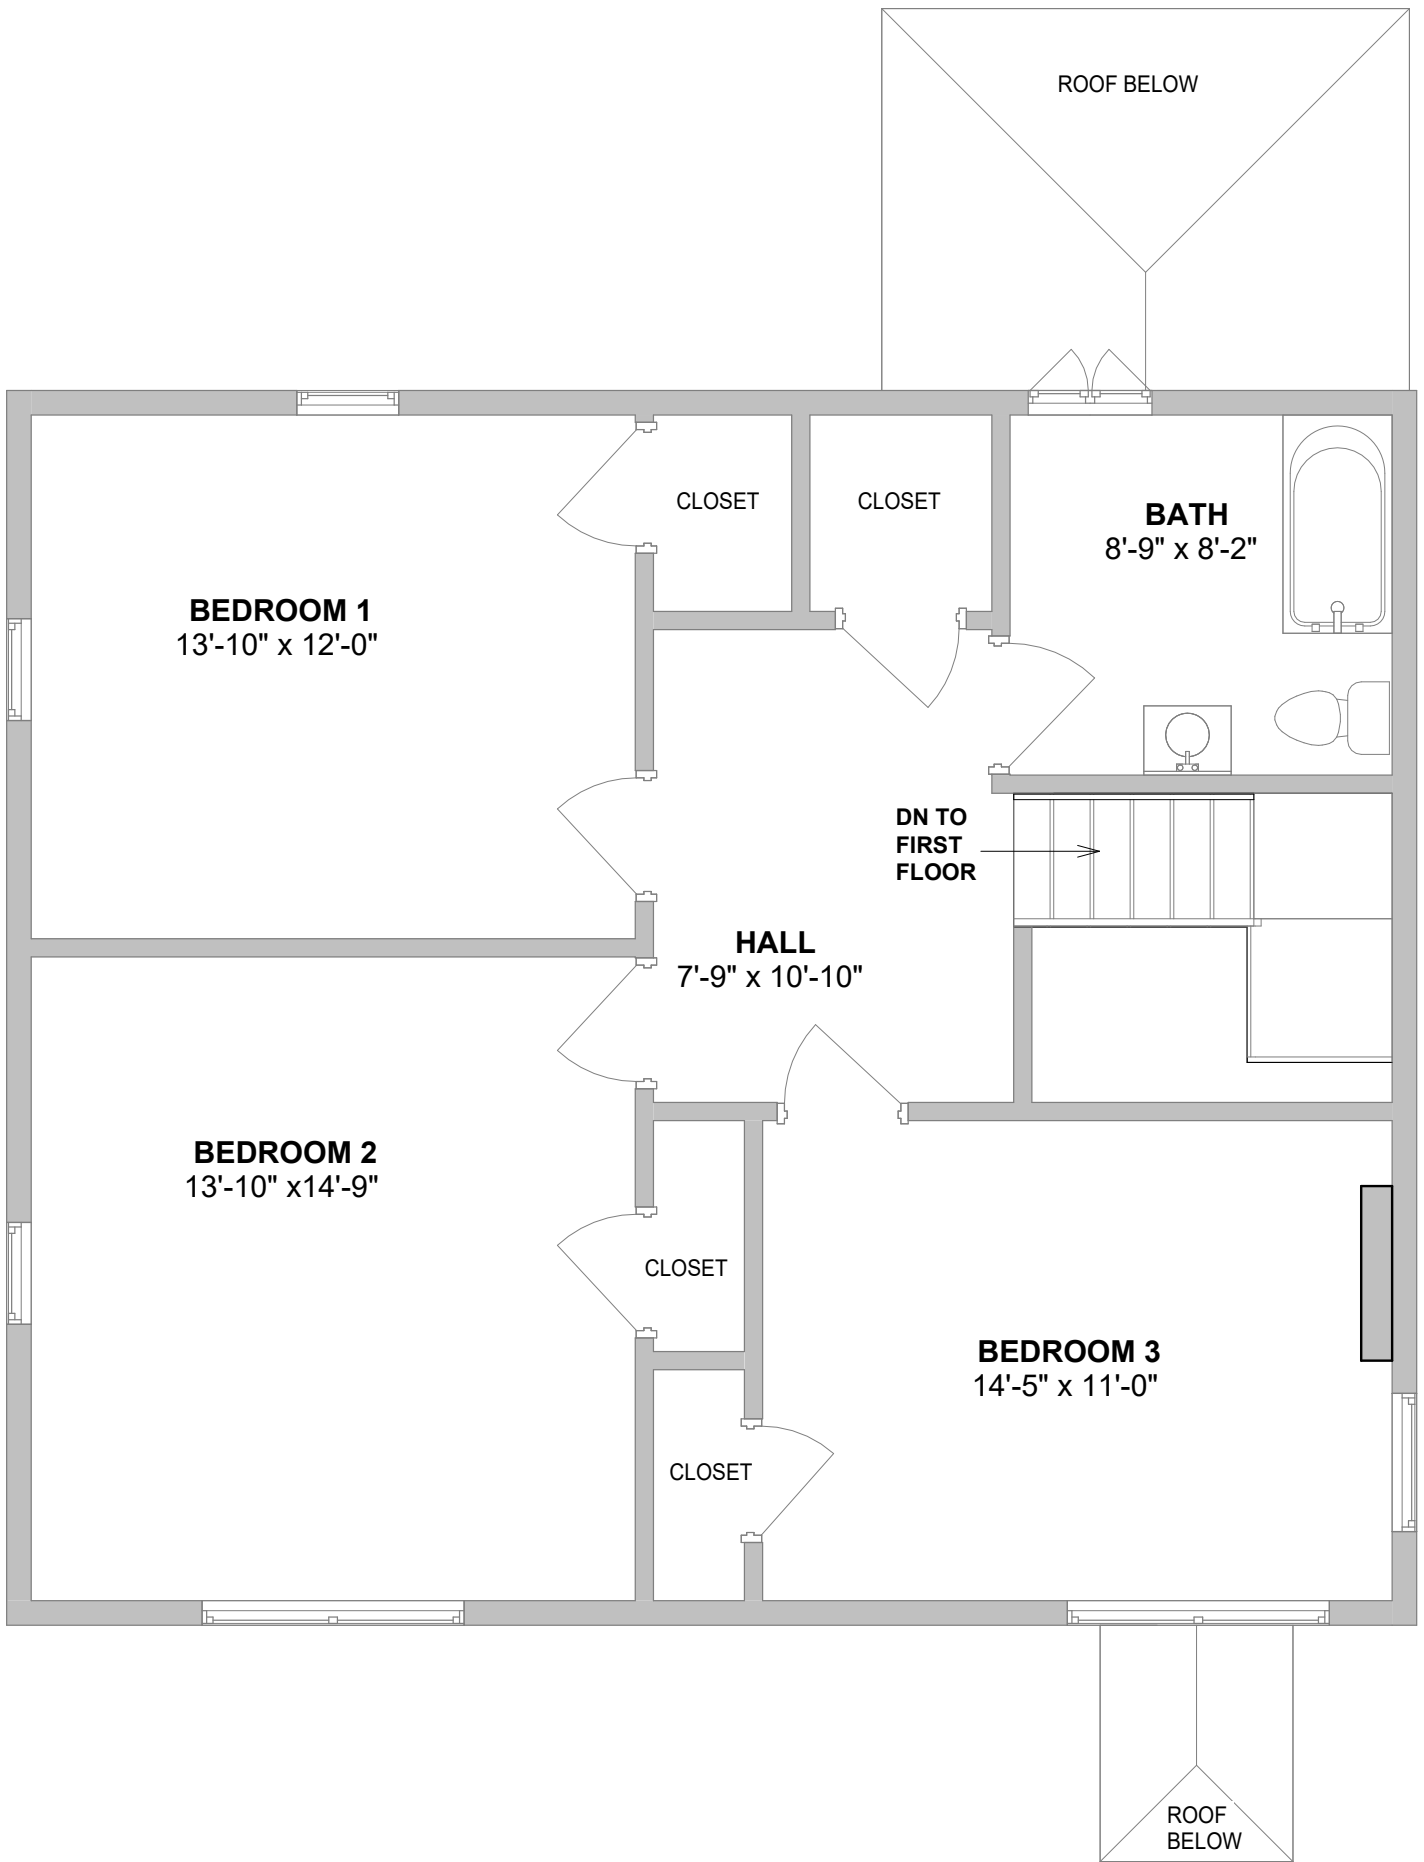 ROOF BELOW
CLOSET
CLOSET
BATH
8'-9" x 8'-2"
BEDROOM 1
13'-10" x 12'-0"
DN TO
FIRST
FLOOR
HALL
7'-9" x 10'-10"
BEDROOM 2
13'-10" x14'-9"
CLOSET
BEDROOM 3
14'-5" x 11'-0"
CLOSET
ROOF
BELOW